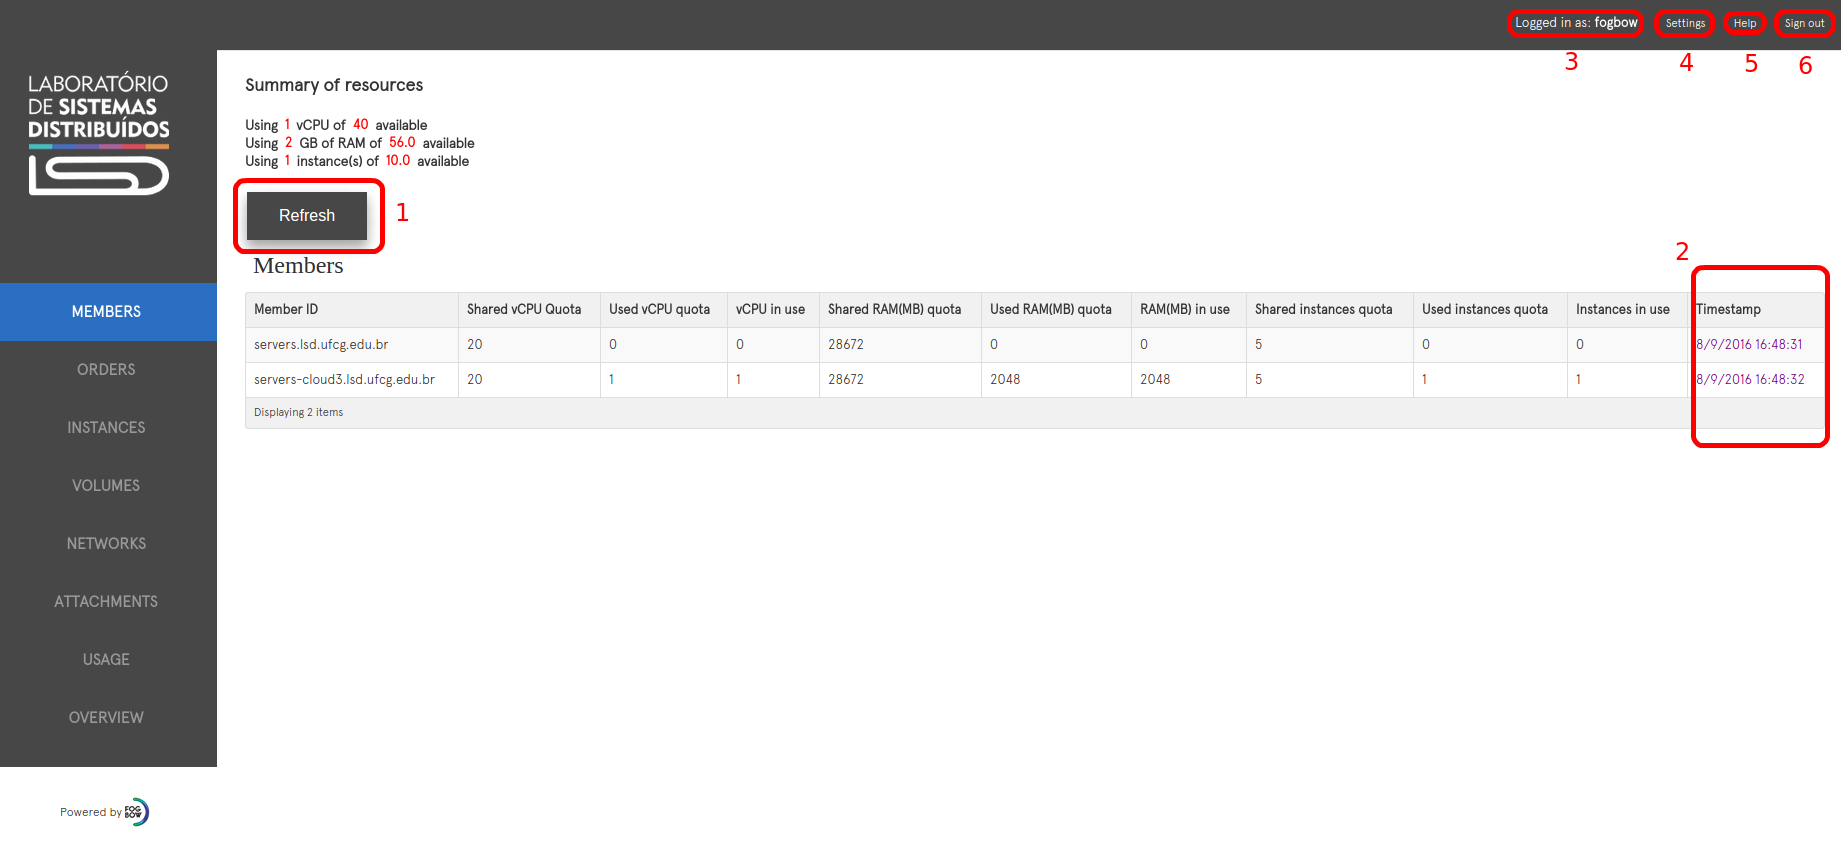 Logged in as: fogbow Settings Help Sign out
3 4 5 6
LABORATÓRIO
DE SISTEMAS
DISTRIBUÍDOS
LSD
MEMBERS
ORDERS
INSTANCES
VOLUMES
NETWORKS
ATTACHMENTS
USAGE
OVERVIEW
Powered by FOGBOW
Summary of resources
Using 1 vCPU of 40 available
Using 2 GB of RAM of 56.0 available
Using 1 instance(s) of 10.0 available
Refresh 1
Members
2
Member ID Shared vCPU Quota Used vCPU quota vCPU in use Shared RAM(MB) quota Used RAM(MB) quota RAM(MB) in use Shared instances quota Used instances quota Instances in use Timestamp
servers.lsd.ufcg.edu.br 20 0 0 28672 0 0 5 0 0 8/9/2016 16:48:31
servers-cloud3.lsd.ufcg.edu.br 20 1 1 28672 2048 2048 5 1 1 8/9/2016 16:48:32
Displaying 2 items